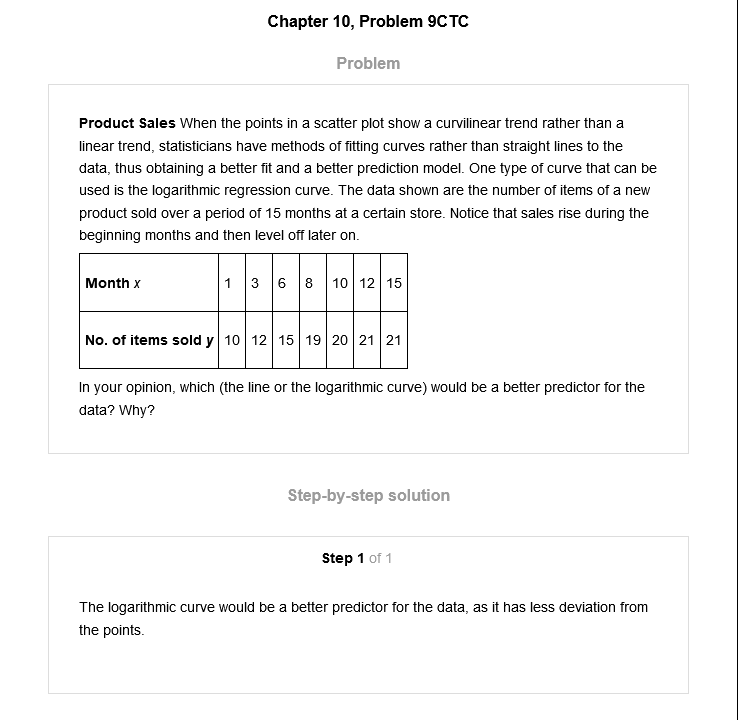 Chapter 10, Problem 9CTC
Problem
Product Sales When the points in a scatter plot show a curvilinear trend rather than a
linear trend, statisticians have methods of fitting curves rather than straight lines to the
data, thus obtaining a better fit and a better prediction model. One type of curve that can be
used is the logarithmic regression curve. The data shown are the number of items of a new
product sold over a period of 15 months at a certain store. Notice that sales rise during the
beginning months and then level off later on.
Month x 1 3 6 8 10 12 15
No. of items sold y 10 12 15 19 20 21 21
In your opinion, which (the line or the logarithmic curve) would be a better predictor for the
data? Why?
Step-by-step solution
Step 1 of 1
The logarithmic curve would be a better predictor for the data, as it has less deviation from
the points.